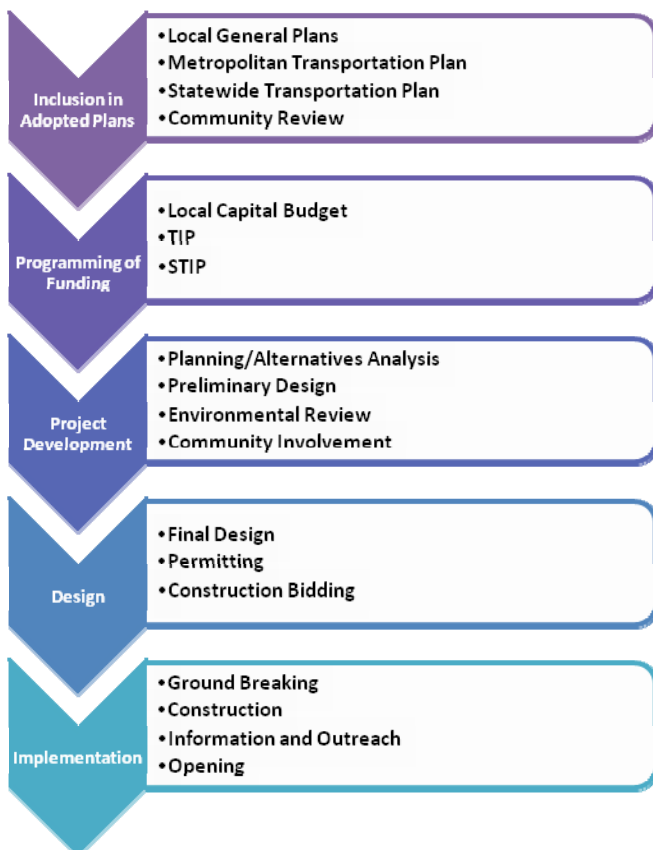 Inclusion in
Adopted Plans
•Local General Plans
•Metropolitan Transportation Plan
•Statewide Transportation Plan
•Community Review
Programming of
Funding
•Local Capital Budget
•TIP
•STIP
Project
Development
•Planning/Alternatives Analysis
•Preliminary Design
•Environmental Review
•Community Involvement
Design
•Final Design
•Permitting
•Construction Bidding
Implementation
•Ground Breaking
•Construction
•Information and Outreach
•Opening